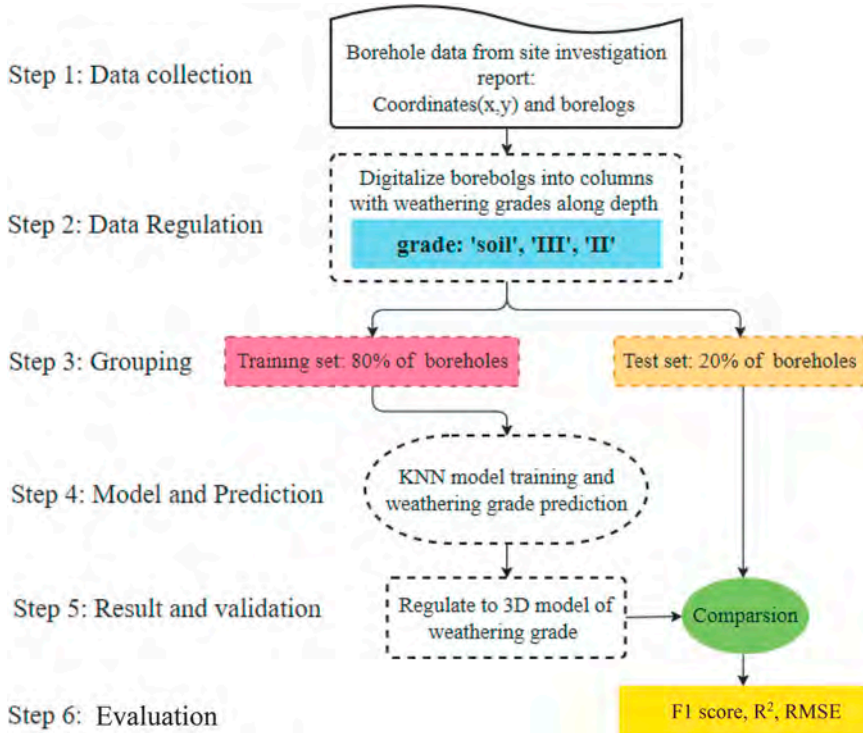 Step 1: Data collection
Borehole data from site investigation
report:
Coordinates(x,y) and borelogs
Step 2: Data Regulation
Digitalize borebolgs into columns
with weathering grades along depth
grade: 'soil', 'III', 'II'
Step 3: Grouping
Training set: 80% of boreholes
Test set: 20% of boreholes
Step 4: Model and Prediction
KNN model training and
weathering grade prediction
Step 5: Result and validation
Regulate to 3D model of
weathering grade
Comparsion
Step 6: Evaluation
F1 score, R², RMSE